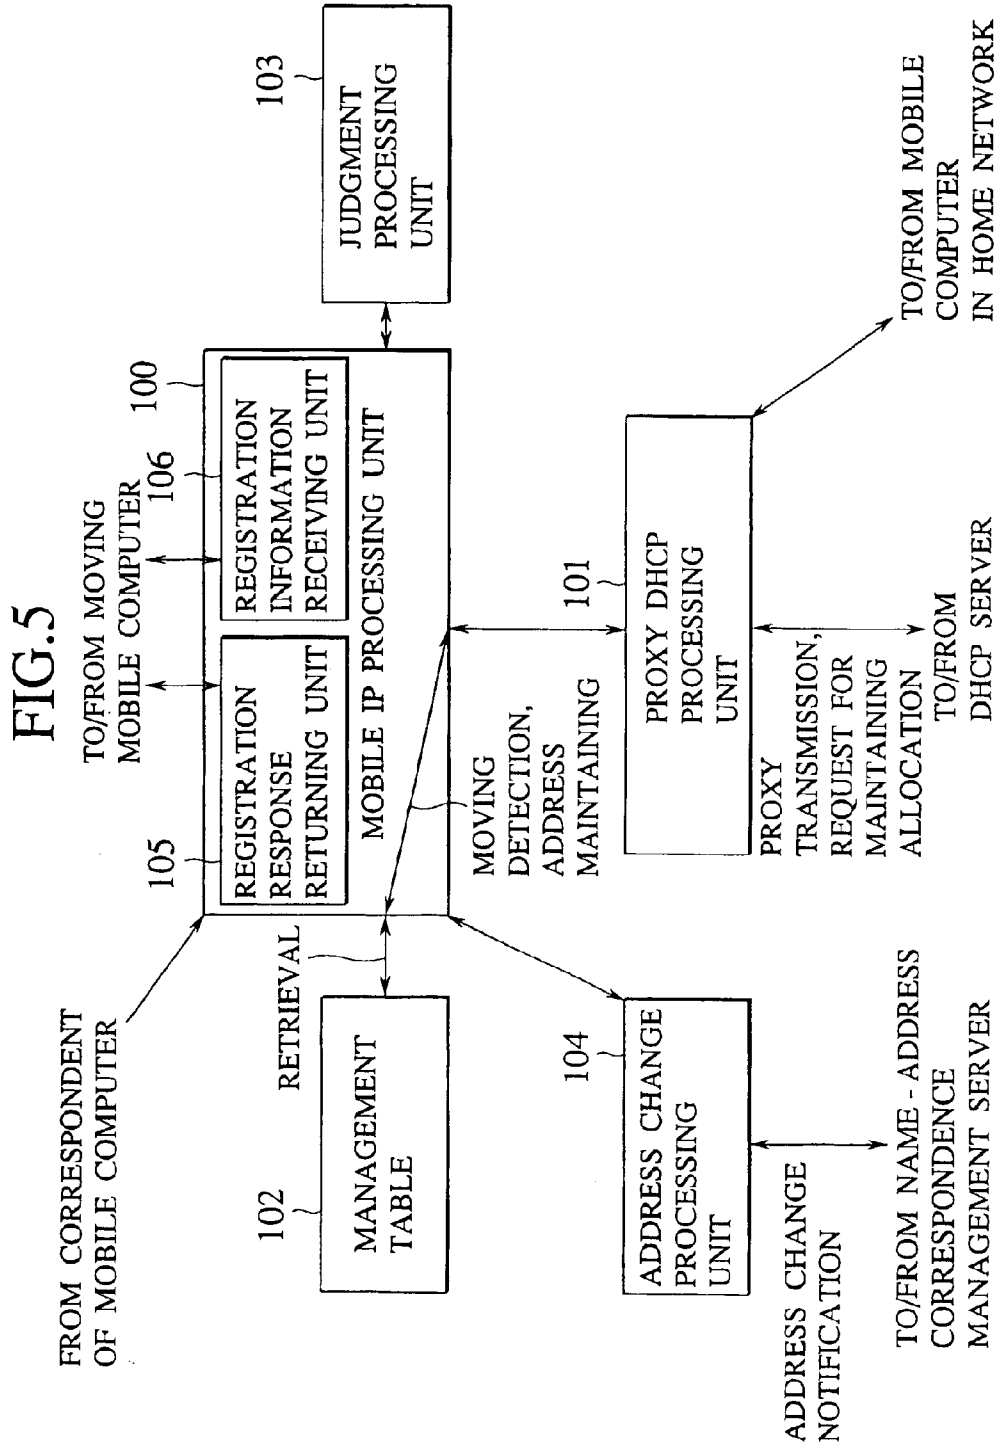 FIG.5
FROM CORRESPONDENT
OF MOBILE COMPUTER
TO/FROM MOVING
MOBILE COMPUTER
105
106
100
REGISTRATION
RESPONSE
RETURNING UNIT
REGISTRATION
INFORMATION
RECEIVING UNIT
MOBILE IP PROCESSING UNIT
RETRIEVAL
102
MANAGEMENT
TABLE
103
JUDGMENT
PROCESSING
UNIT
MOVING
DETECTION,
ADDRESS
MAINTAINING
104
ADDRESS CHANGE
PROCESSING
UNIT
101
PROXY DHCP
PROCESSING
UNIT
ADDRESS CHANGE
NOTIFICATION
TO/FROM NAME - ADDRESS
CORRESPONDENCE
MANAGEMENT SERVER
PROXY
TRANSMISSION,
REQUEST FOR
MAINTAINING
ALLOCATION
TO/FROM
DHCP SERVER
TO/FROM MOBILE
COMPUTER
IN HOME NETWORK